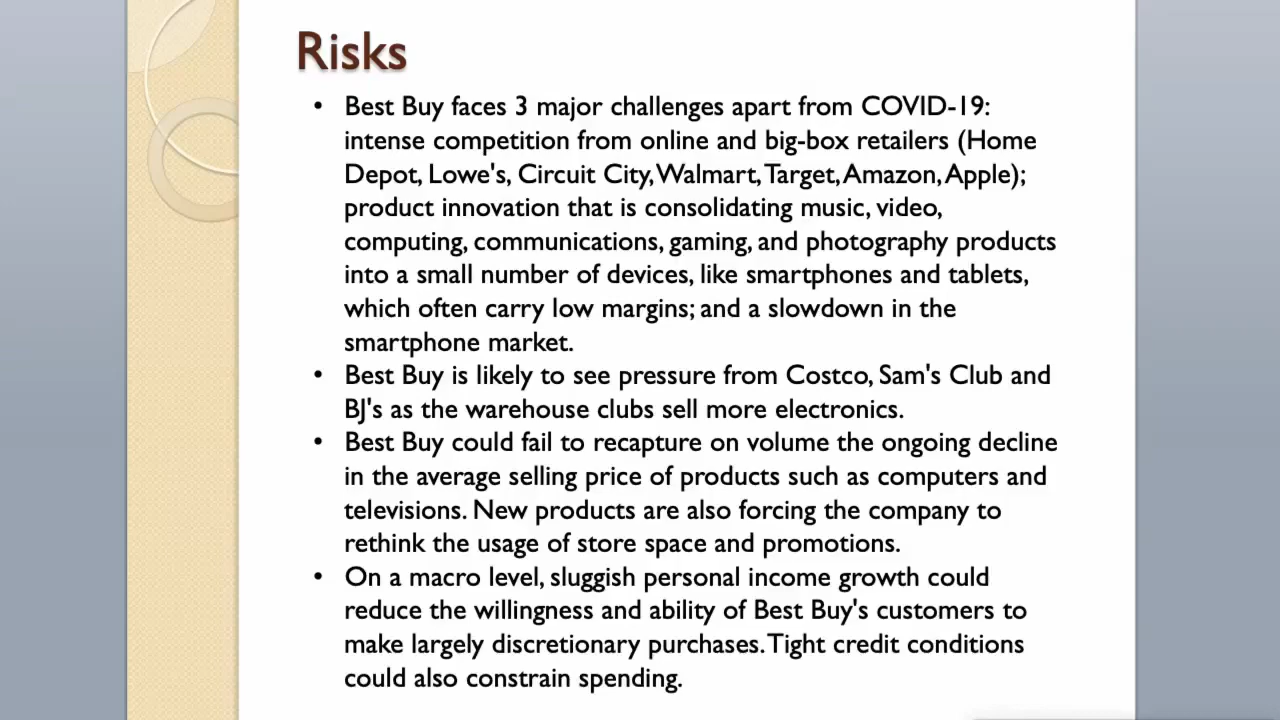 Risks
• Best Buy faces 3 major challenges apart from COVID-19:
intense competition from online and big-box retailers (Home
Depot, Lowe's, Circuit City, Walmart, Target, Amazon, Apple);
product innovation that is consolidating music, video,
computing, communications, gaming, and photography products
into a small number of devices, like smartphones and tablets,
which often carry low margins; and a slowdown in the
smartphone market.
• Best Buy is likely to see pressure from Costco, Sam's Club and
BJ's as the warehouse clubs sell more electronics.
• Best Buy could fail to recapture on volume the ongoing decline
in the average selling price of products such as computers and
televisions. New products are also forcing the company to
rethink the usage of store space and promotions.
• On a macro level, sluggish personal income growth could
reduce the willingness and ability of Best Buy's customers to
make largely discretionary purchases. Tight credit conditions
could also constrain spending.